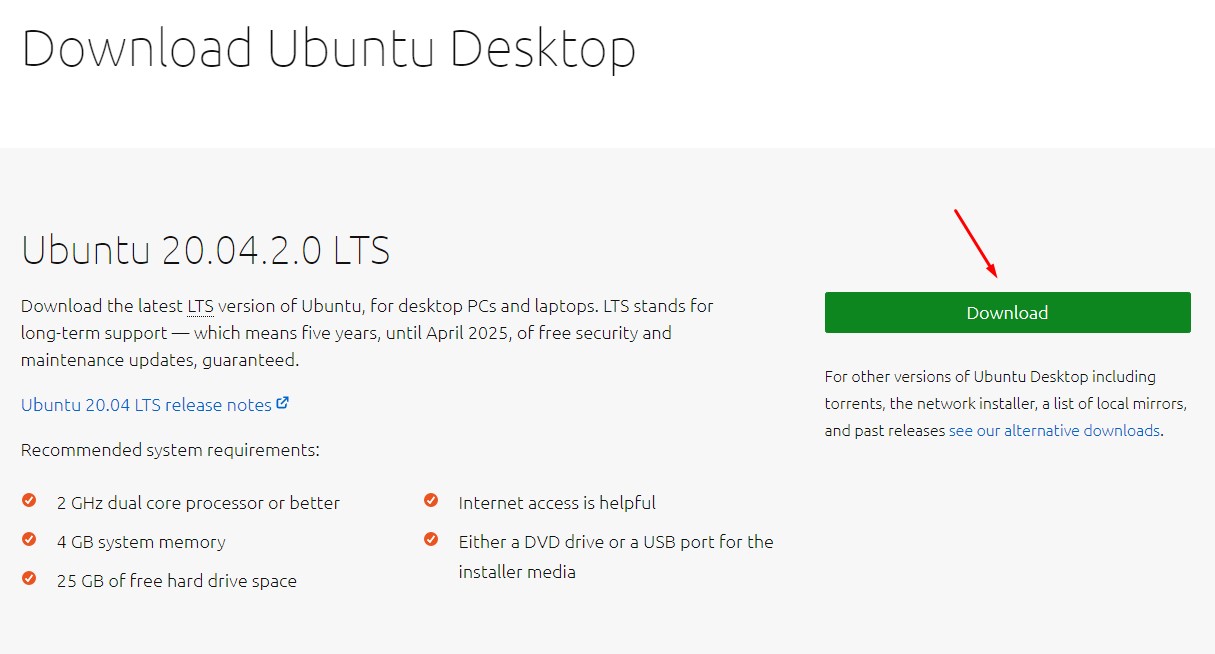 Download Ubuntu Desktop
Ubuntu 20.04.2.0 LTS
Download the latest LTS version of Ubuntu, for desktop PCs and laptops. LTS stands for
long-term support — which means five years, until April 2025, of free security and
maintenance updates, guaranteed.
Ubuntu 20.04 LTS release notes
Recommended system requirements:
2 GHz dual core processor or better
4 GB system memory
25 GB of free hard drive space
Internet access is helpful
Either a DVD drive or a USB port for the
installer media
Download
For other versions of Ubuntu Desktop including
torrents, the network installer, a list of local mirrors,
and past releases see our alternative downloads.